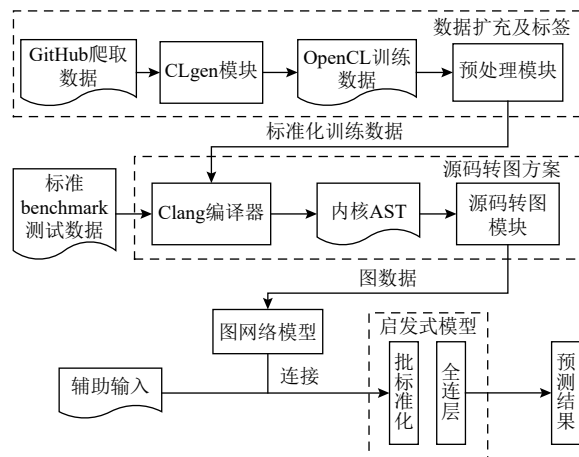 数据扩充及标签
GitHub爬取
数据
CLgen模块
OpenCL训练
数据
预处理模块
标准化训练数据
源码转图方案
标准
benchmark
测试数据
Clang编译器
内核AST
源码转图
模块
图数据
图网络模型
启发式模型
辅助输入
连接
批标准化
全连层
预测结果